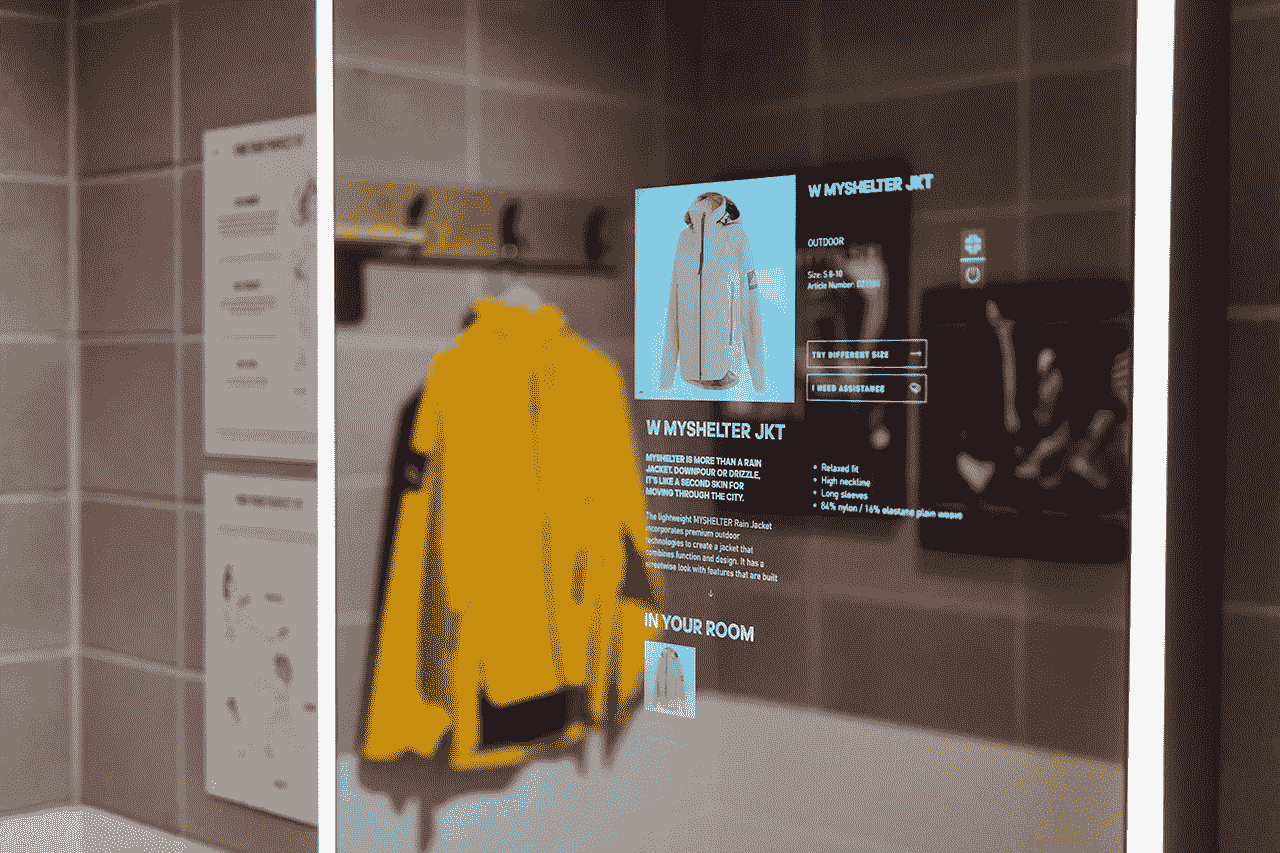 W MYSHELTER JKT
OUTDOOR
Size: S 8-10
Article Number:
TRY DIFFERENT SIZE
I NEED ASSISTANCE
W MYSHELTER JKT
MYSHELTER IS MORE THAN A RAIN
JACKET. DOWNPOUR OR DRIZZLE,
IT'S LIKE A SECOND SKIN FOR
MOVING THROUGH THE CITY.
The lightweight MYSHELTER Rain Jacket
incorporates premium outdoor
technologies to create a jacket that
combines function and design. It has a
streetwise look with features that are built
• Relaxed fit
• High neckline
• Long sleeves
• 84% nylon / 16% elastane plain weave
IN YOUR ROOM